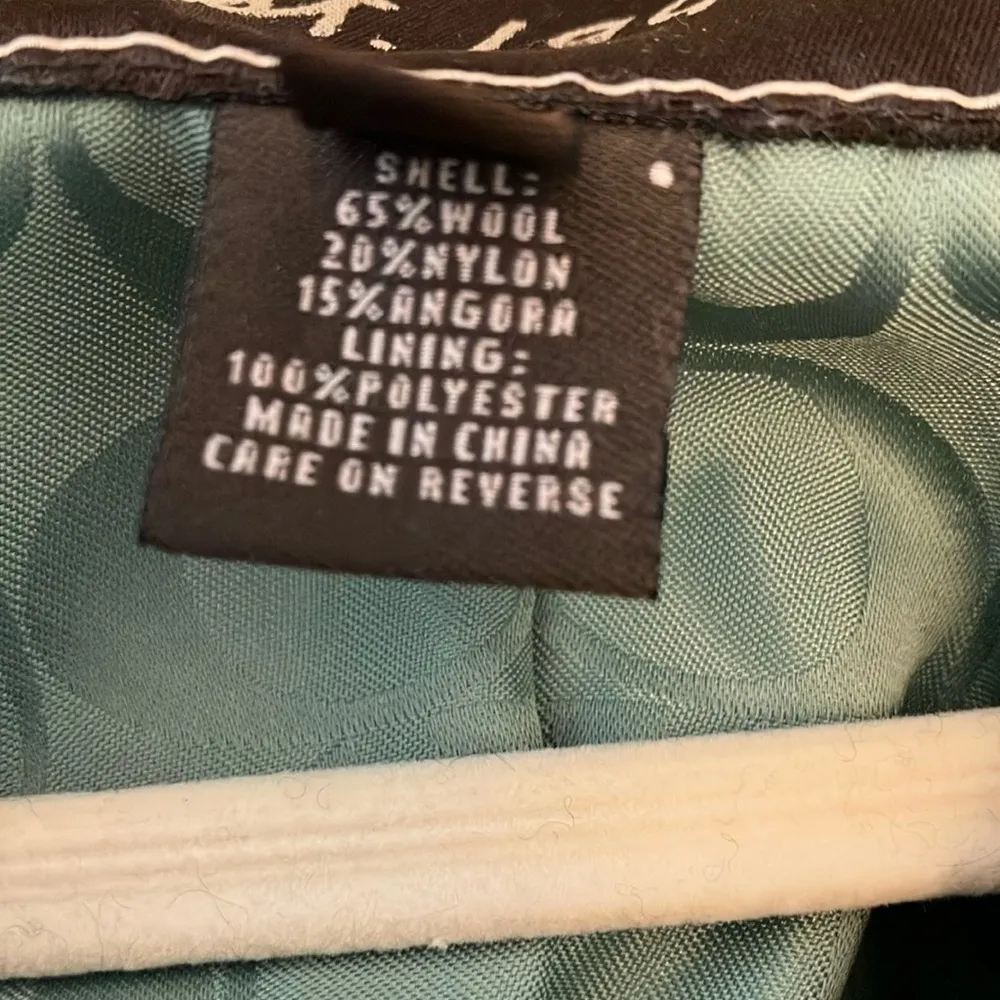 SHELL:
65%WOOL
20%NYLON
15%ANGORA
LINING:
100%POLYESTER
MADE IN CHINA
CARE ON REVERSE